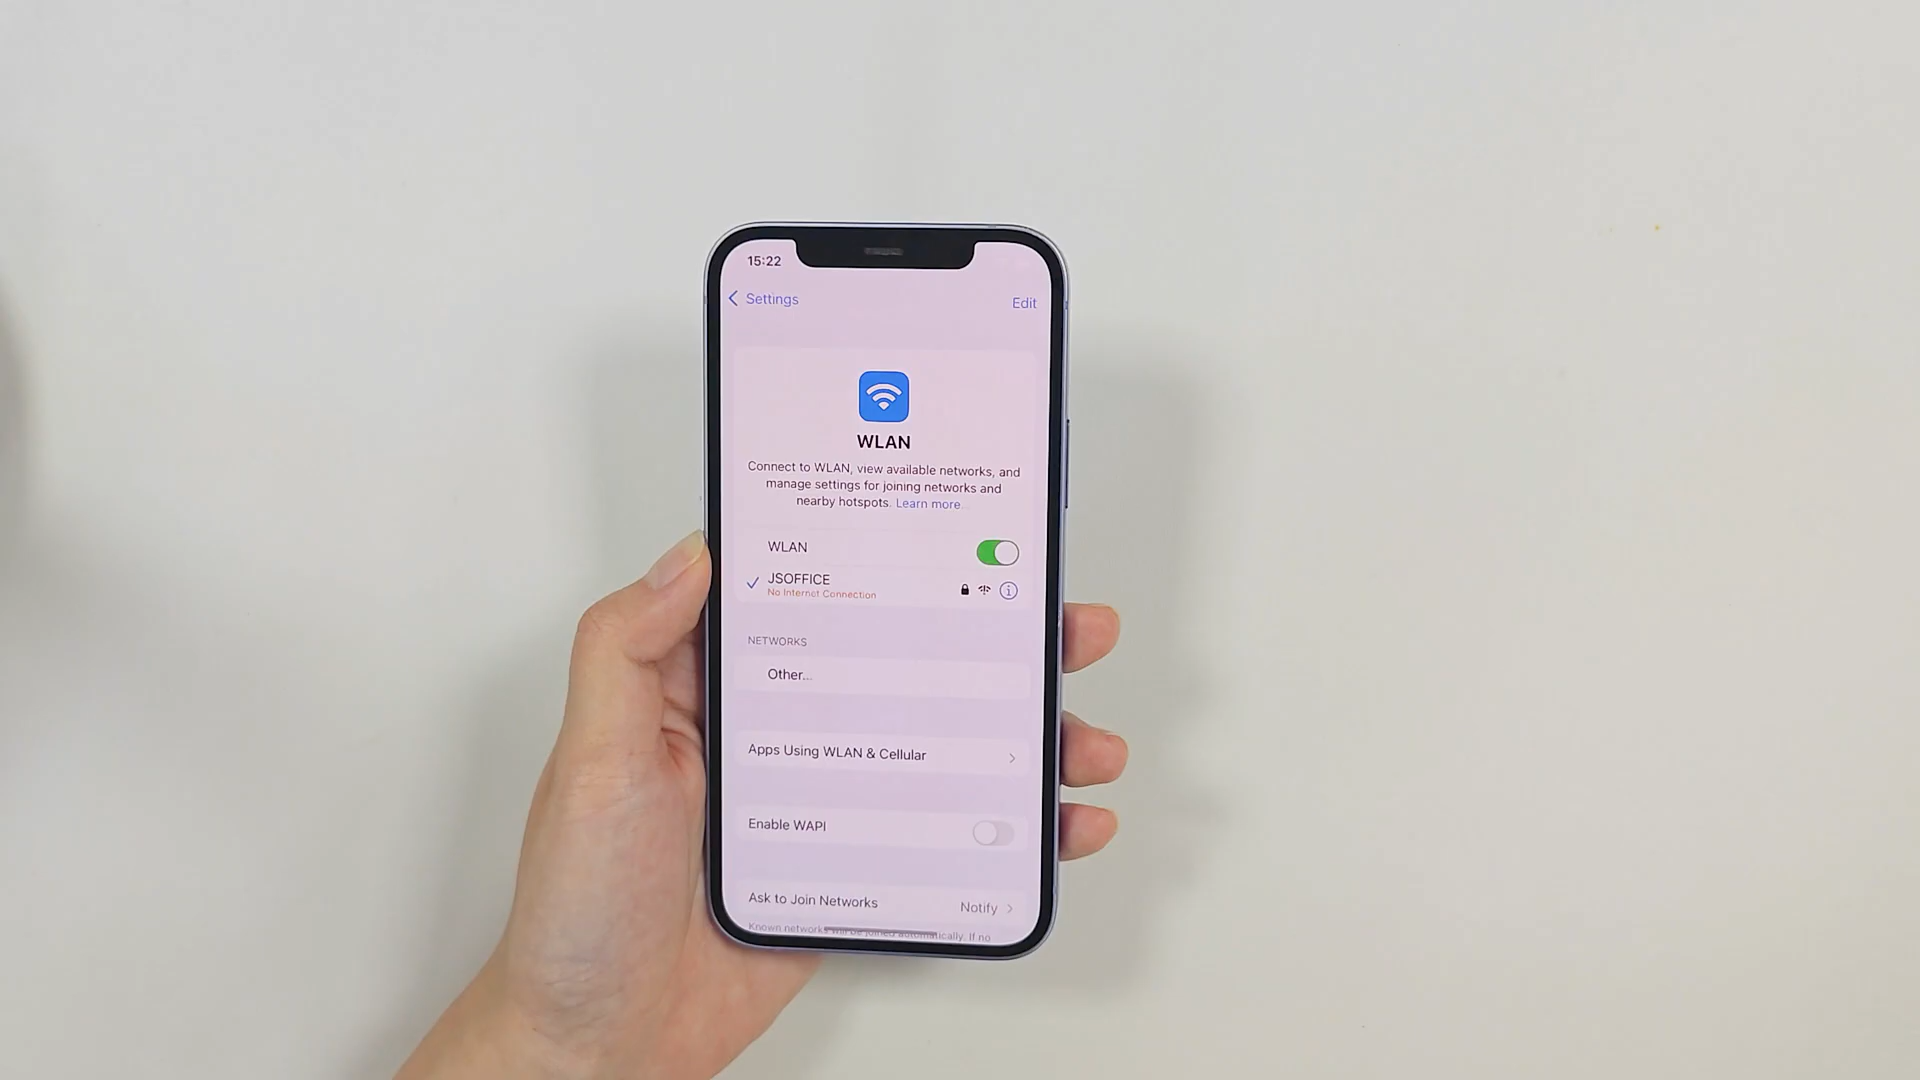 15:22
Settings
Edit
WLAN
Connect to WLAN, view available networks, and
manage settings for joining networks and
nearby hotspots. Learn more...
WLAN
JSOFFICE
No Internet Connection
NETWORKS
Other...
Apps Using WLAN & Cellular
Enable WAPI
Ask to Join Networks
Notify
Known networks will be joined automatically. If no